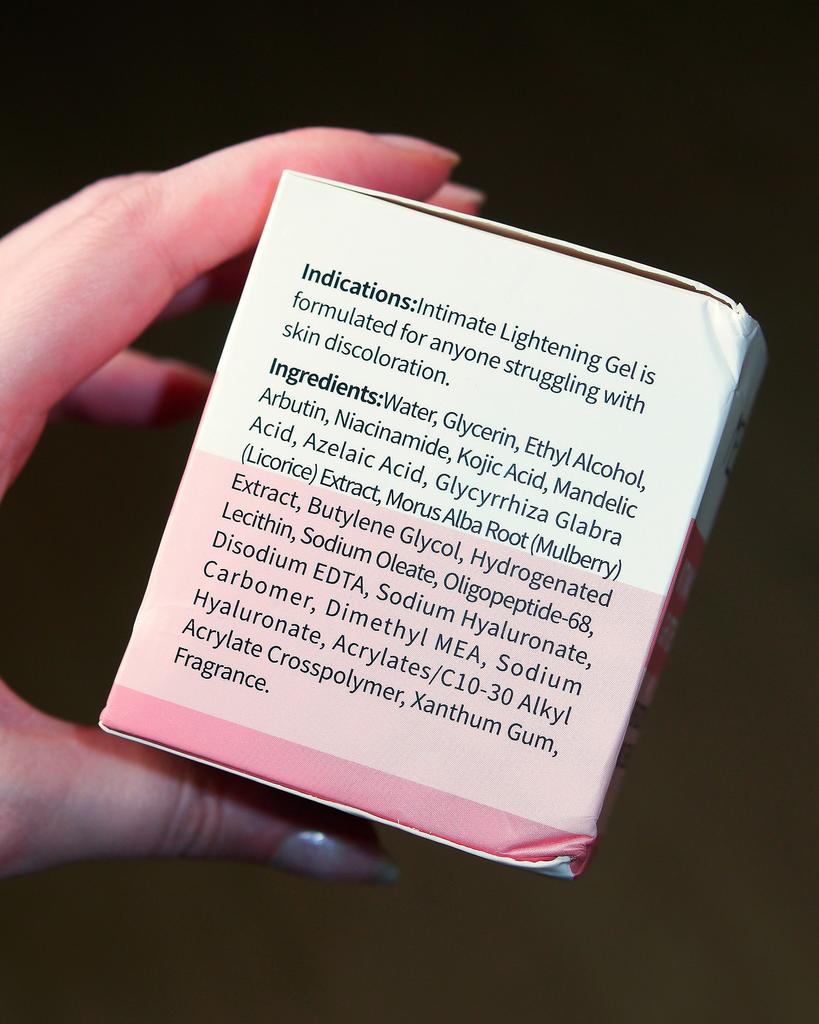 Indications:Intimate Lightening Gel is
formulated for anyone struggling with
skin discoloration.
Ingredients:Water, Glycerin, Ethyl Alcohol,
Arbutin, Niacinamide, Kojic Acid, Mandelic
Acid, Azelaic Acid, Glycyrrhiza Glabra
(Licorice) Extract, Morus Alba Root (Mulberry)
Extract, Butylene Glycol, Hydrogenated
Lecithin, Sodium Oleate, Oligopeptide-68,
Disodium EDTA, Sodium Hyaluronate,
Carbomer, Dimethyl MEA, Sodium
Hyaluronate, Acrylates/C10-30 Alkyl
Acrylate Crosspolymer, Xanthum Gum,
Fragrance.